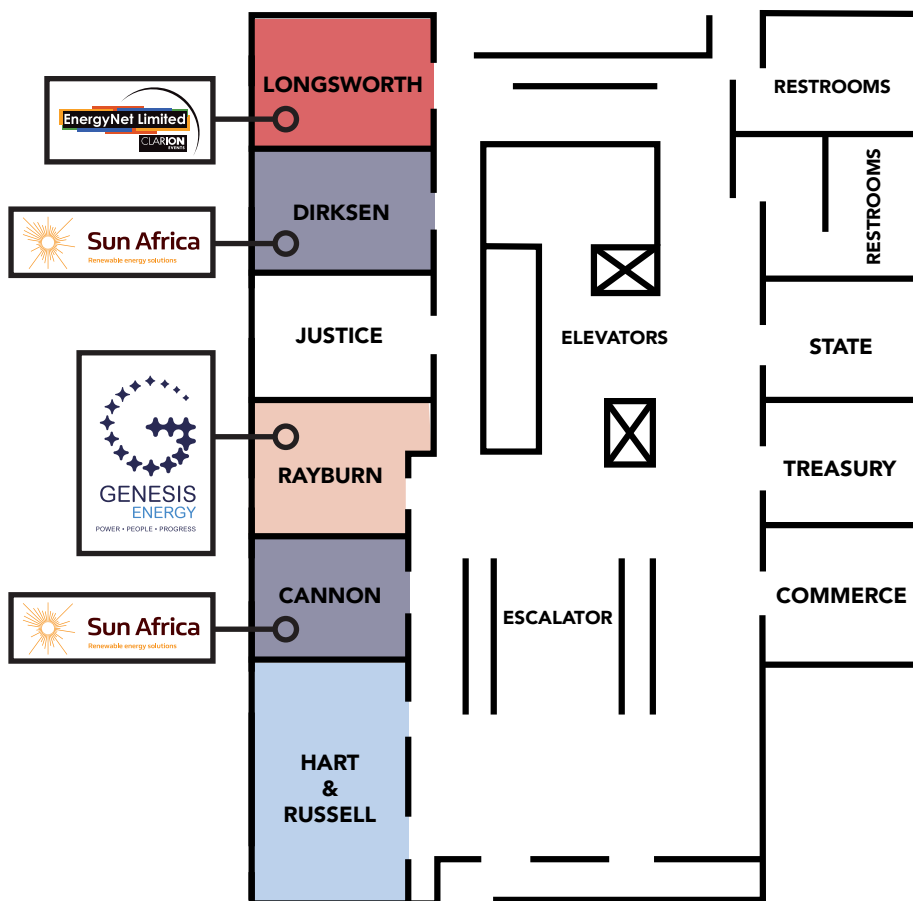 LONGSWORTH
EnergyNet Limited
CLARION
EVENTS
DIRKSEN
Sun Africa
Renewable energy solutions
JUSTICE
GENESIS
ENERGY
POWER • PEOPLE • PROGRESS
RAYBURN
CANNON
Sun Africa
Renewable energy solutions
HART
&
RUSSELL
ELEVATORS
ESCALATOR
RESTROOMS
RESTROOMS
STATE
TREASURY
COMMERCE